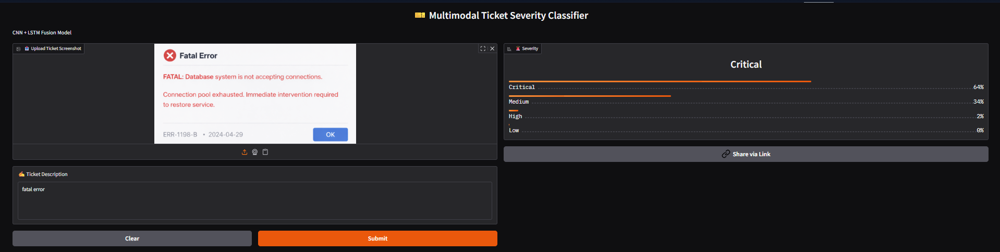 🎫 Multimodal Ticket Severity Classifier
CNN + LSTM Fusion Model
Upload Ticket Screenshot
Fatal Error
FATAL: Database system is not accepting connections.
Connection pool exhausted. Immediate intervention required
to restore service.
ERR-1198-B • 2024-04-29
OK
✍️ Ticket Description
fatal error
Clear
Submit
🚨 Severity
Critical
Critical 64%
Medium 34%
High 2%
Low 0%
Share via Link